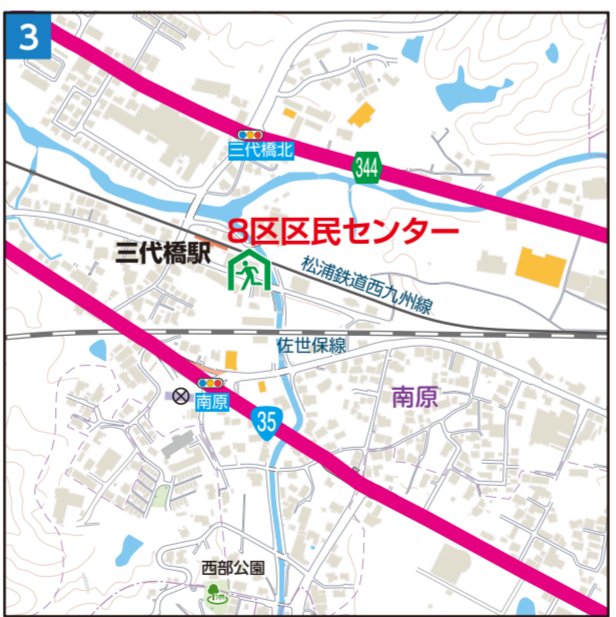 3
三代橋北
344
8区区民センター
三代橋駅
松浦鉄道西九州線
佐世保線
南原
南原
35
西部公園